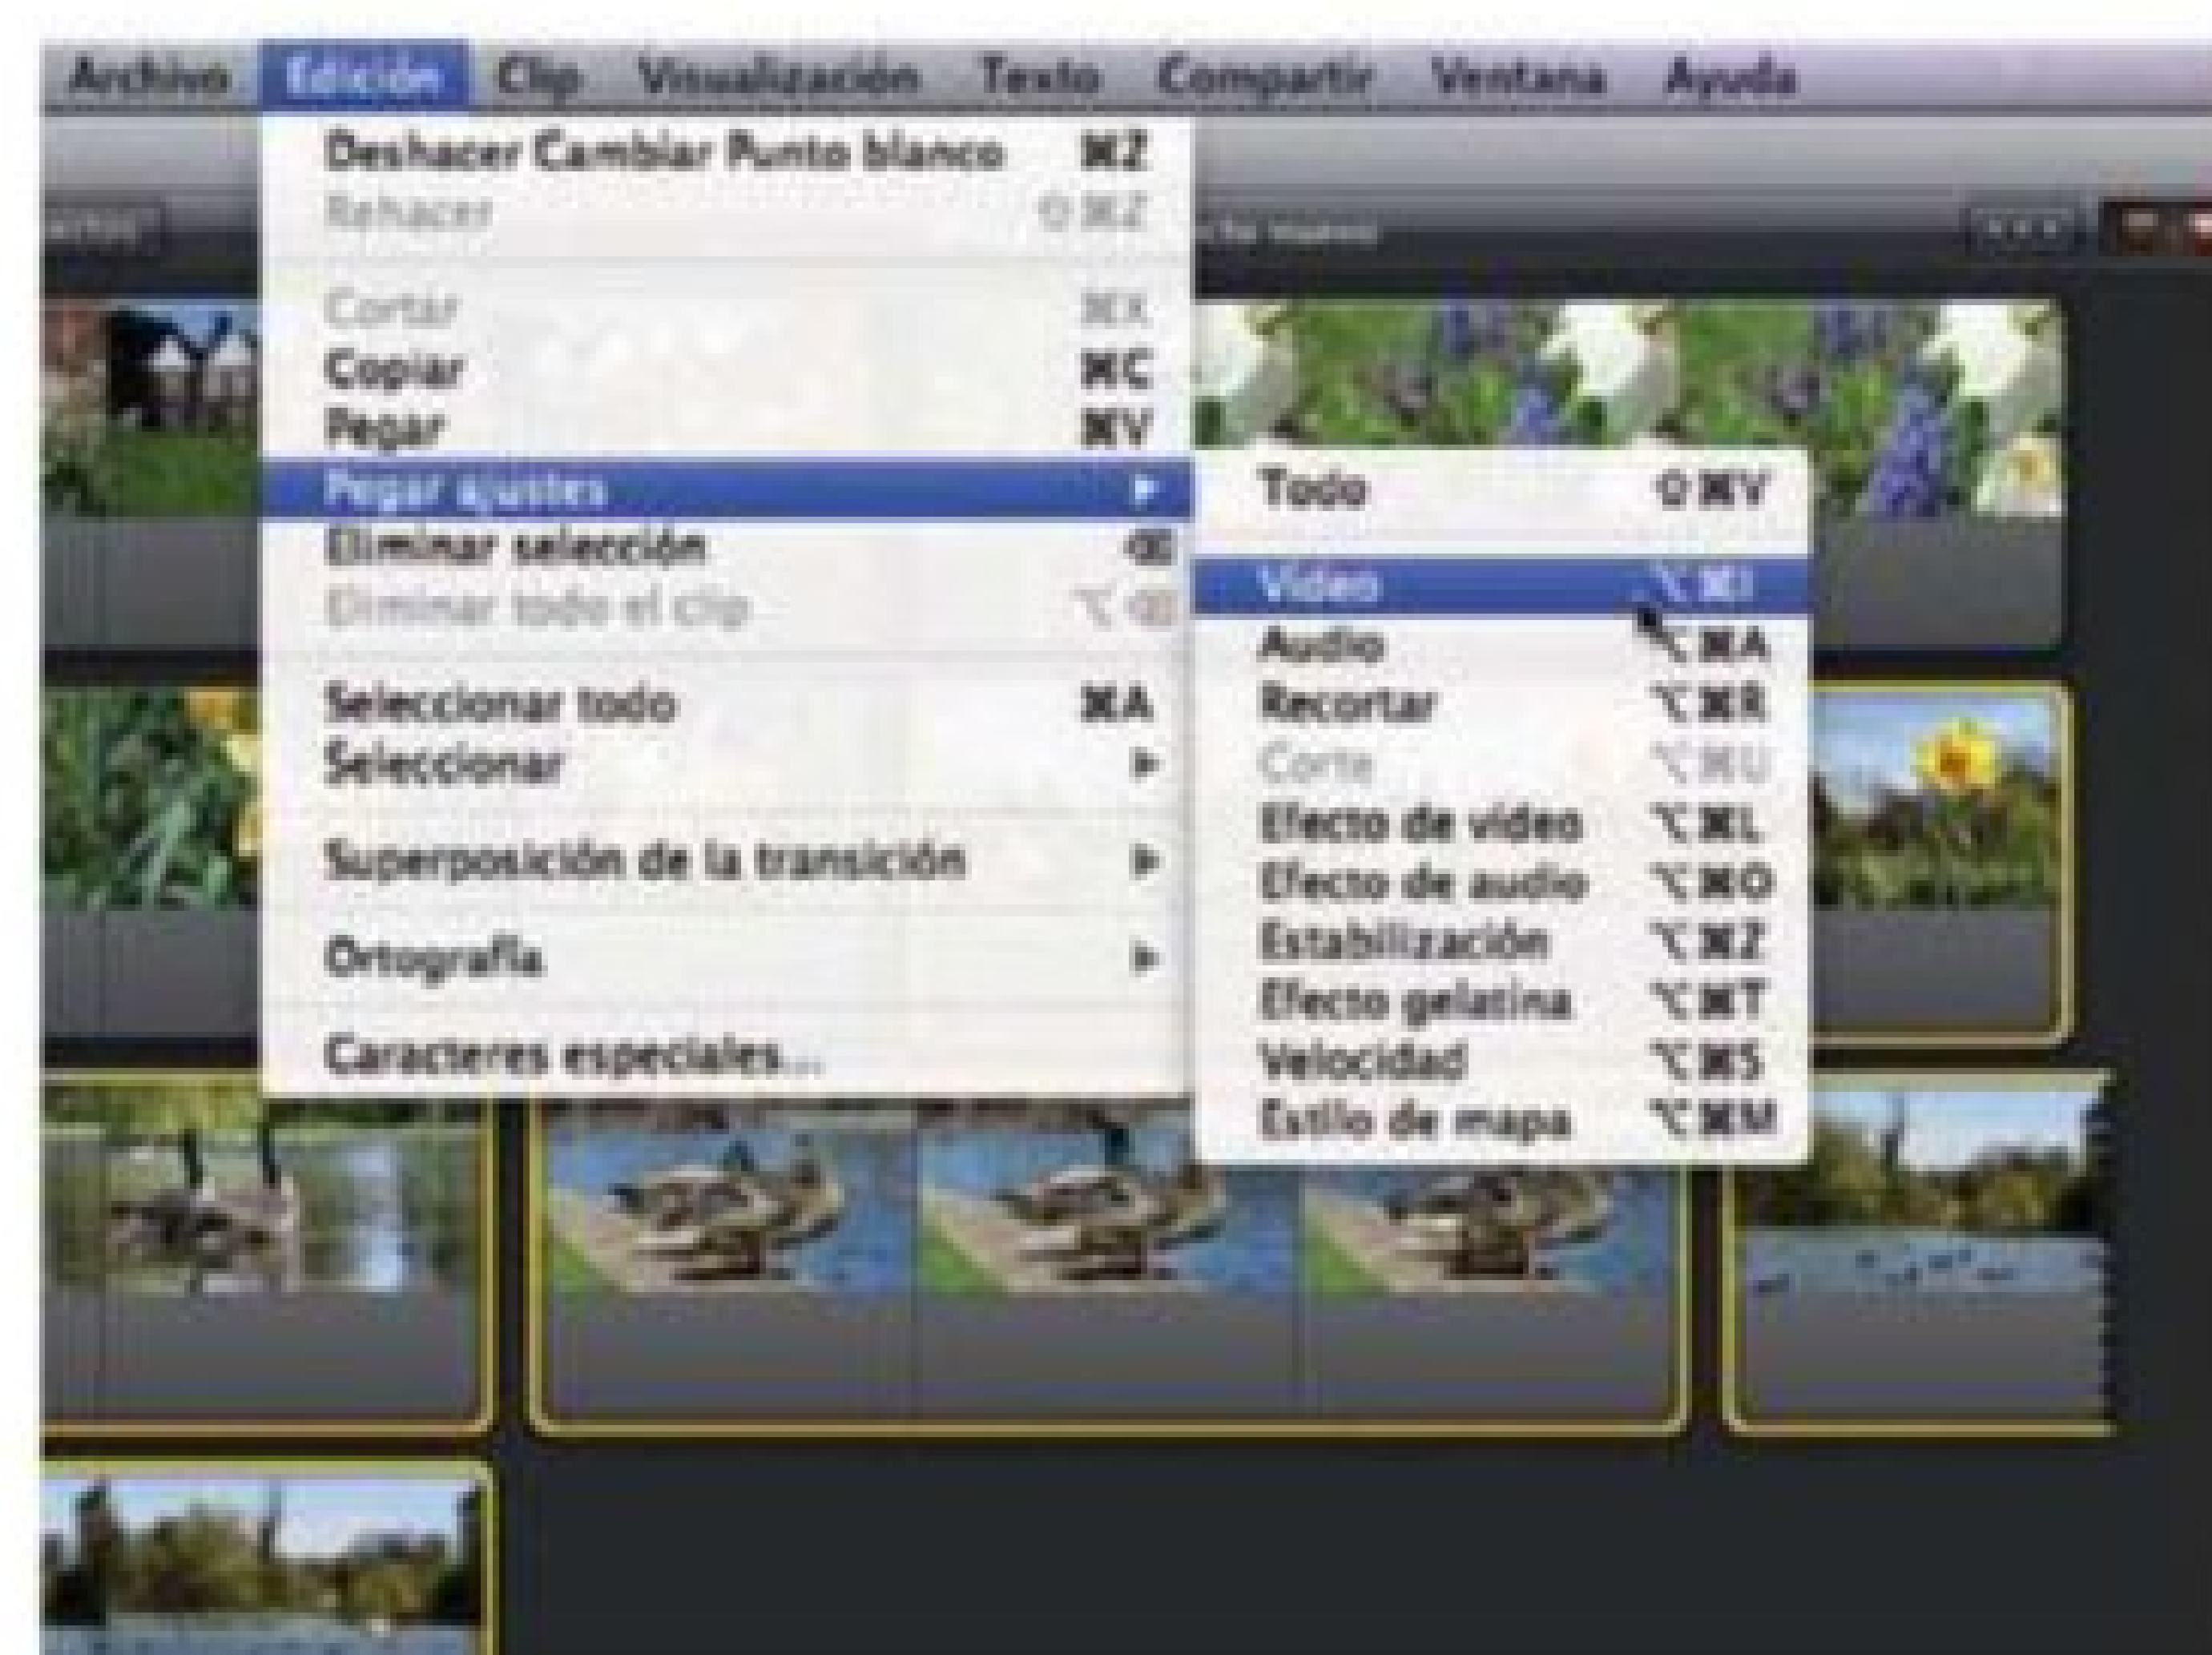 Archivo Edición Clip Visualización Texto Compartir Ventana Ayuda
Deshacer Cambiar Punto blanco ⌘Z
Rehacer ⇧⌘Z
Cortar ⌘X
Copiar ⌘C
Pegar ⌘V
Pegar ajustes
Eliminar selección ⌫
Eliminar todo el clip ⌥⌫
Seleccionar todo ⌘A
Seleccionar
Superposición de la transición
Ortografía
Caracteres especiales...
Todo ⇧⌘V
Vídeo ⌥⌘I
Audio ⌥⌘A
Recortar ⌥⌘R
Corte ⌥⌘U
Efecto de vídeo ⌥⌘L
Efecto de audio ⌥⌘O
Estabilización ⌥⌘Z
Efecto gelatina ⌥⌘T
Velocidad ⌥⌘S
Estilo de mapa ⌥⌘M